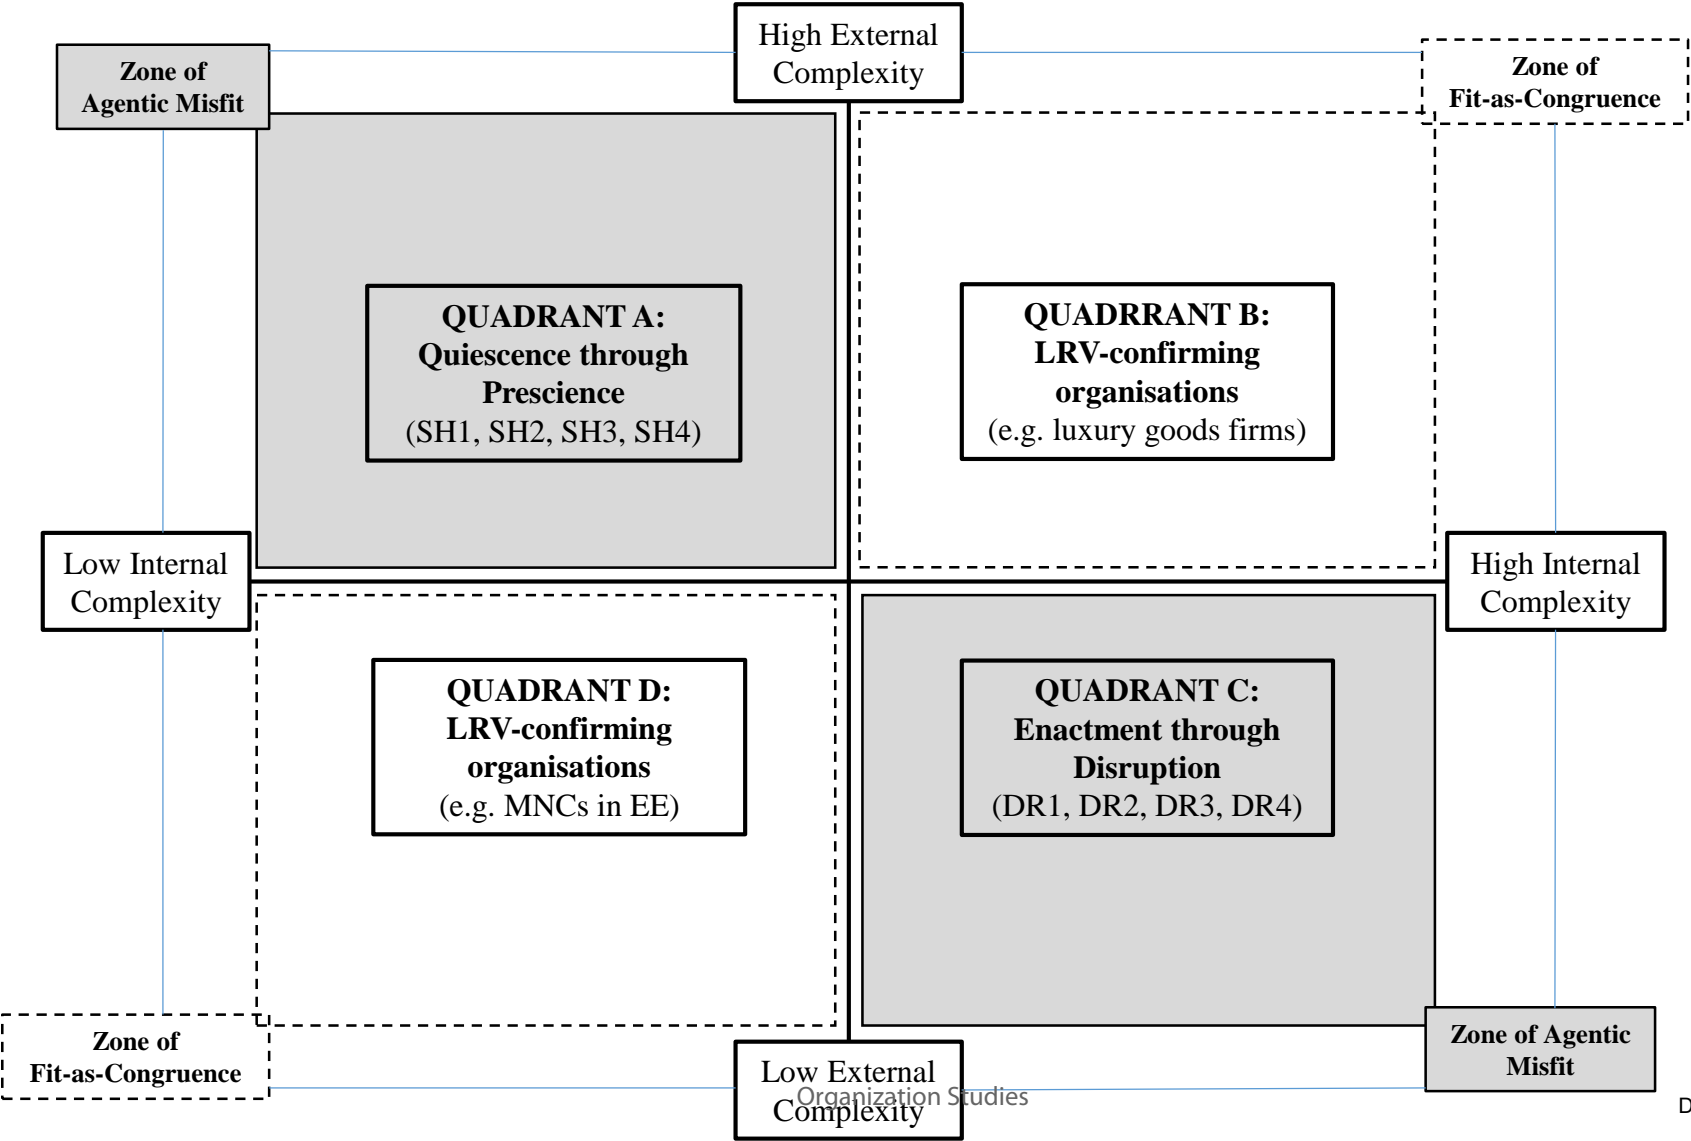 High External
Complexity
Zone of
Agentic Misfit
Zone of
Fit-as-Congruence
QUADRANT A:
Quiescence through
Prescience
(SH1, SH2, SH3, SH4)
QUADRRANT B:
LRV-confirming
organisations
(e.g. luxury goods firms)
Low Internal
Complexity
High Internal
Complexity
QUADRANT D:
LRV-confirming
organisations
(e.g. MNCs in EE)
QUADRANT C:
Enactment through
Disruption
(DR1, DR2, DR3, DR4)
Zone of
Fit-as-Congruence
Zone of Agentic
Misfit
Low External
Complexity
Organization Studies
D